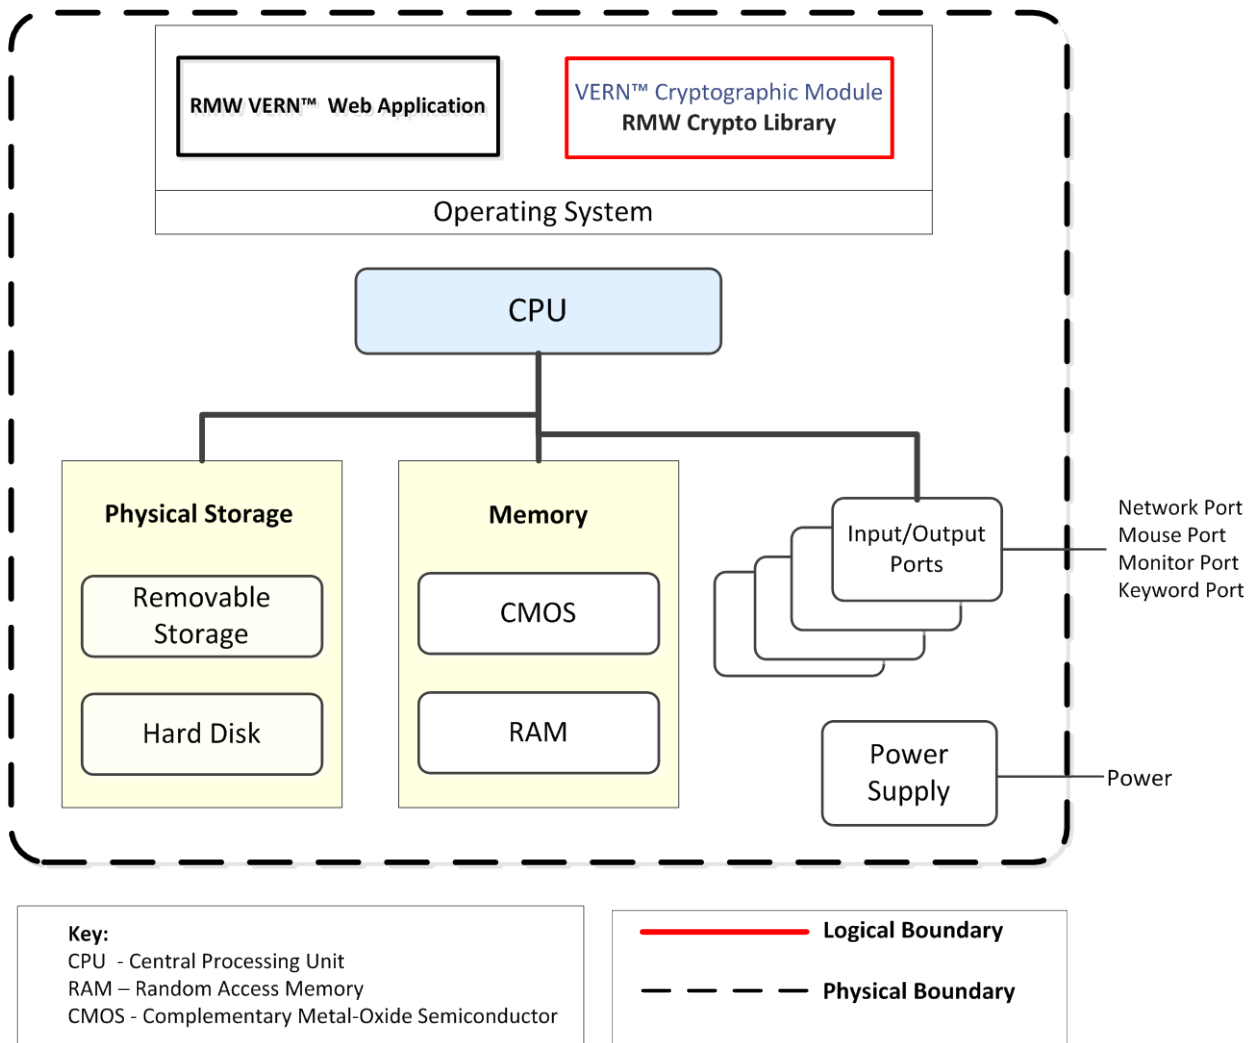 RMW VERN™ Web Application
VERN™ Cryptographic Module
RMW Crypto Library
Operating System
CPU
Physical Storage
Removable
Storage
Hard Disk
Memory
CMOS
RAM
Input/Output
Ports
Network Port
Mouse Port
Monitor Port
Keyword Port
Power
Supply
Power
Key:
CPU - Central Processing Unit
RAM – Random Access Memory
CMOS - Complementary Metal-Oxide Semiconductor
Logical Boundary
Physical Boundary